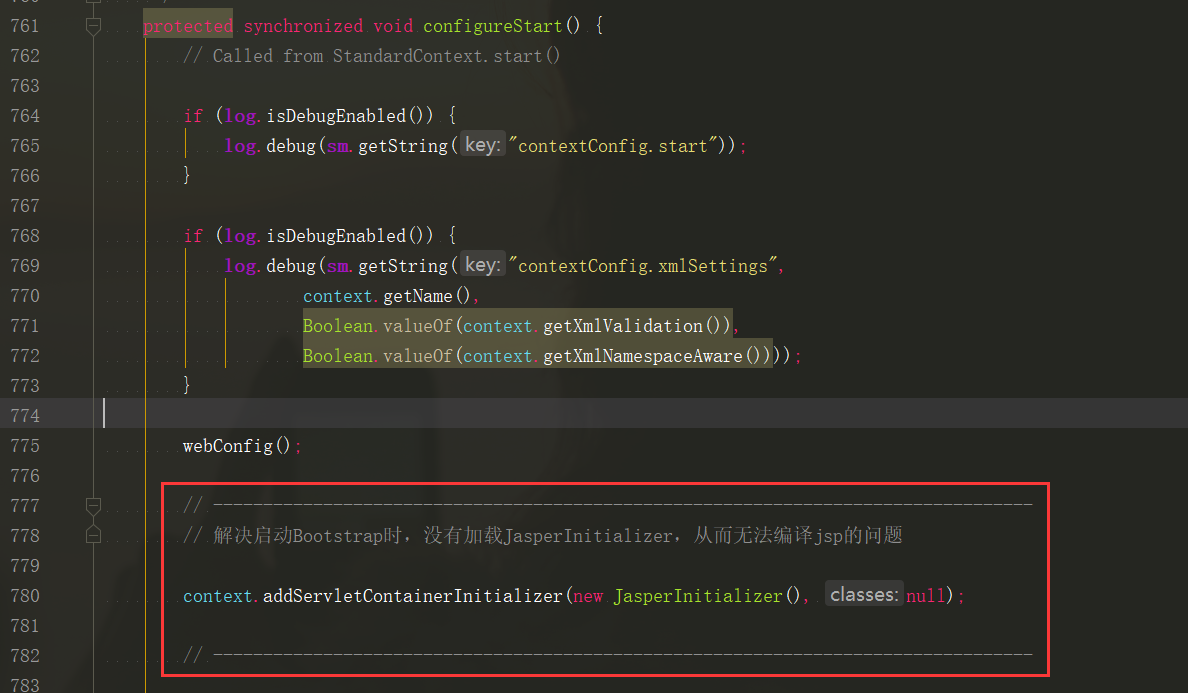 761 protected synchronized void configureStart() {
762 // Called from StandardContext.start()
763
764 if (log.isDebugEnabled()) {
765 log.debug(sm.getString( key: "contextConfig.start"));
766 }
767
768 if (log.isDebugEnabled()) {
769 log.debug(sm.getString( key: "contextConfig.xmlSettings",
770 context.getName(),
771 Boolean.valueOf(context.getXmlValidation()),
772 Boolean.valueOf(context.getXmlNamespaceAware())));
773 }
774
775 webConfig();
776
777 // ----------------------------------------------------------------------------------
778 // 解决启动Bootstrap时，没有加载JasperInitializer，从而无法编译jsp的问题
779
780 context.addServletContainerInitializer(new JasperInitializer(), classes: null);
781
782 // ----------------------------------------------------------------------------------
783